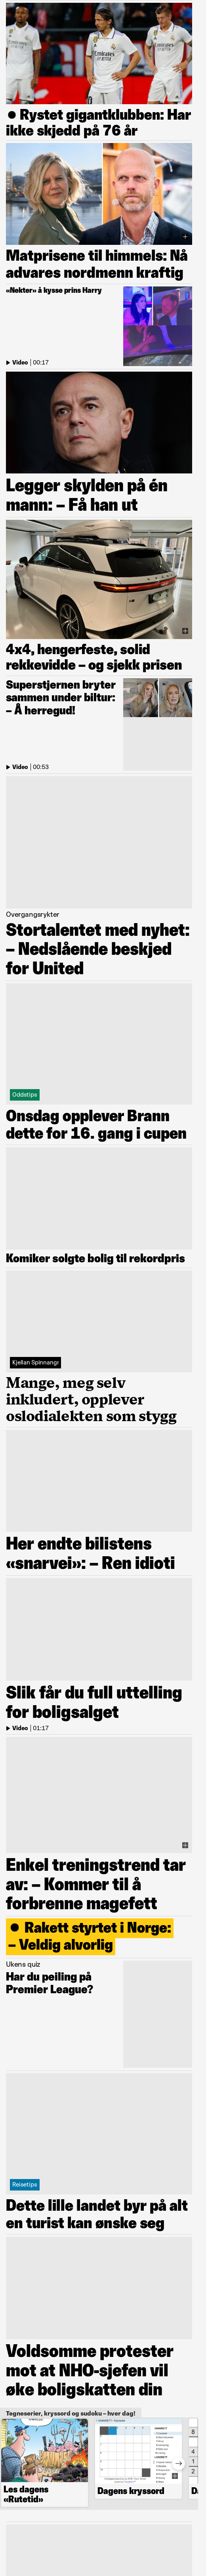 ● Rystet gigantklubben: Har
ikke skjedd på 76 år
Matprisene til himmels: Nå
advares nordmenn kraftig
«Nekter» å kysse prins Harry
Video | 00:17
Legger skylden på én
mann: – Få han ut
4x4, hengerfeste, solid
rekkevidde – og sjekk prisen
Superstjernen bryter
sammen under biltur:
– Å herregud!
Video | 00:53
Overgangsrykter
Stortalentet med nyhet:
– Nedslående beskjed
for United
Oddstips
Onsdag opplever Brann
dette for 16. gang i cupen
Komiker solgte bolig til rekordpris
Kjellan Spinnangr
Mange, meg selv
inkludert, opplever
oslodialekten som stygg
Her endte bilistens
«snarvei»: – Ren idioti
Slik får du full uttelling
for boligsalget
Video | 01:17
Enkel treningstrend tar
av: – Kommer til å
forbrenne magefett
● Rakett styrtet i Norge:
– Veldig alvorlig
Ukens quiz
Har du peiling på
Premier League?
Reisetips
Dette lille landet byr på alt
en turist kan ønske seg
Voldsomme protester
mot at NHO-sjefen vil
øke boligskatten din
Tegneserier, kryssord og sudoku – hver dag!
Les dagens
«Rutetid»
Dagens kryssord
8
4
1
2